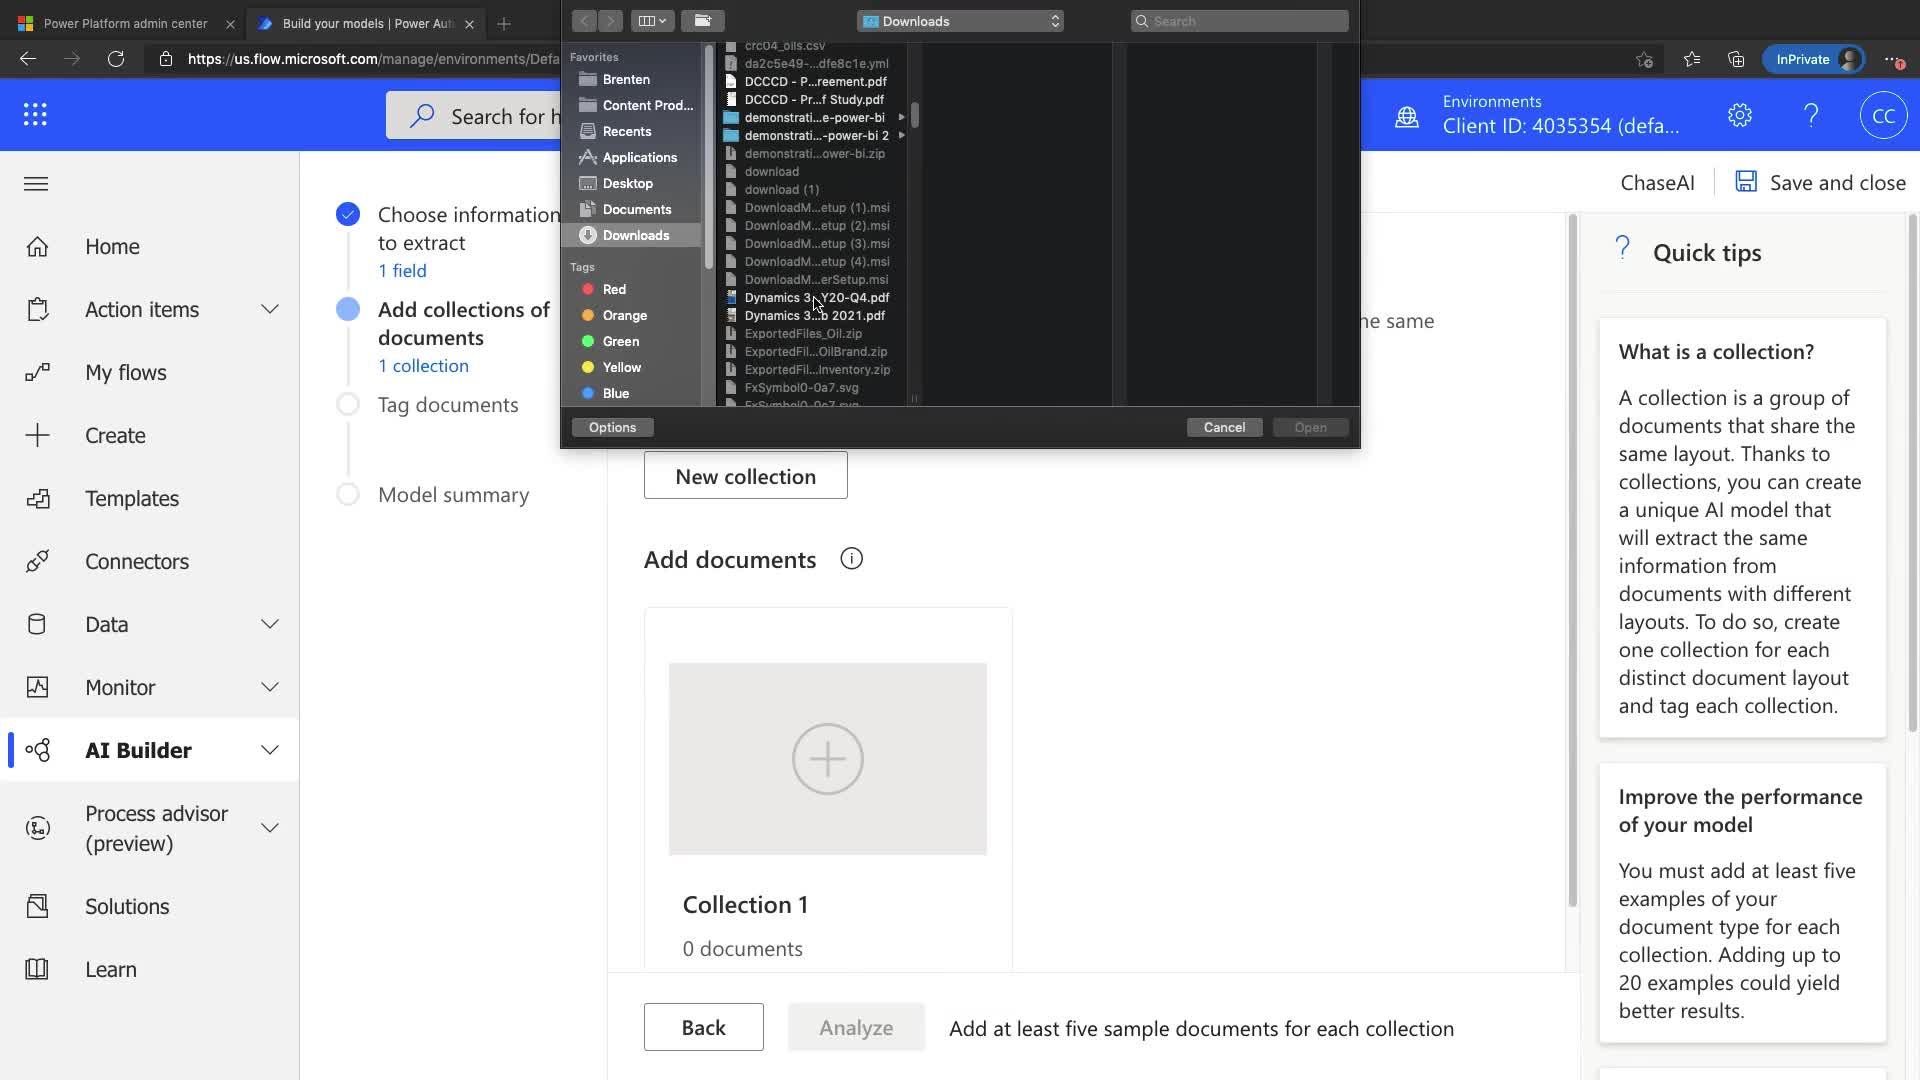 Power Platform admin center
Build your models | Power Aut
Downloads
Search
https://us.flow.microsoft.com/manage/environments/Defa
InPrivate
Search for h
Environments
Client ID: 4035354 (defa...
CC
Favorites
Brenten
Content Prod...
Recents
Applications
Desktop
Documents
Downloads
Tags
Red
Orange
Green
Yellow
Blue
crc04_oils.csv
da2c5e49-...dfe8c1e.yml
DCCCD - P...reement.pdf
DCCCD - Pr...f Study.pdf
demonstrati...e-power-bi
demonstrati...-power-bi 2
demonstrati...ower-bi.zip
download
download (1)
DownloadM...etup (1).msi
DownloadM...etup (2).msi
DownloadM...etup (3).msi
DownloadM...etup (4).msi
DownloadM...erSetup.msi
Dynamics 3...Y20-Q4.pdf
Dynamics 3...b 2021.pdf
ExportedFiles_Oil.zip
ExportedFil...OilBrand.zip
ExportedFil...Inventory.zip
FxSymbol0-0a7.svg
FxSymbol0-0c7.svg
Options
Cancel
Open
Home
Action items
My flows
Create
Templates
Connectors
Data
Monitor
AI Builder
Process advisor
(preview)
Solutions
Learn
Choose information
to extract
1 field
Add collections of
documents
1 collection
Tag documents
Model summary
ChaseAI
Save and close
he same
New collection
Add documents
Collection 1
0 documents
Back
Analyze
Add at least five sample documents for each collection
Quick tips
What is a collection?
A collection is a group of
documents that share the
same layout. Thanks to
collections, you can create
a unique AI model that
will extract the same
information from
documents with different
layouts. To do so, create
one collection for each
distinct document layout
and tag each collection.
Improve the performance
of your model
You must add at least five
examples of your
document type for each
collection. Adding up to
20 examples could yield
better results.